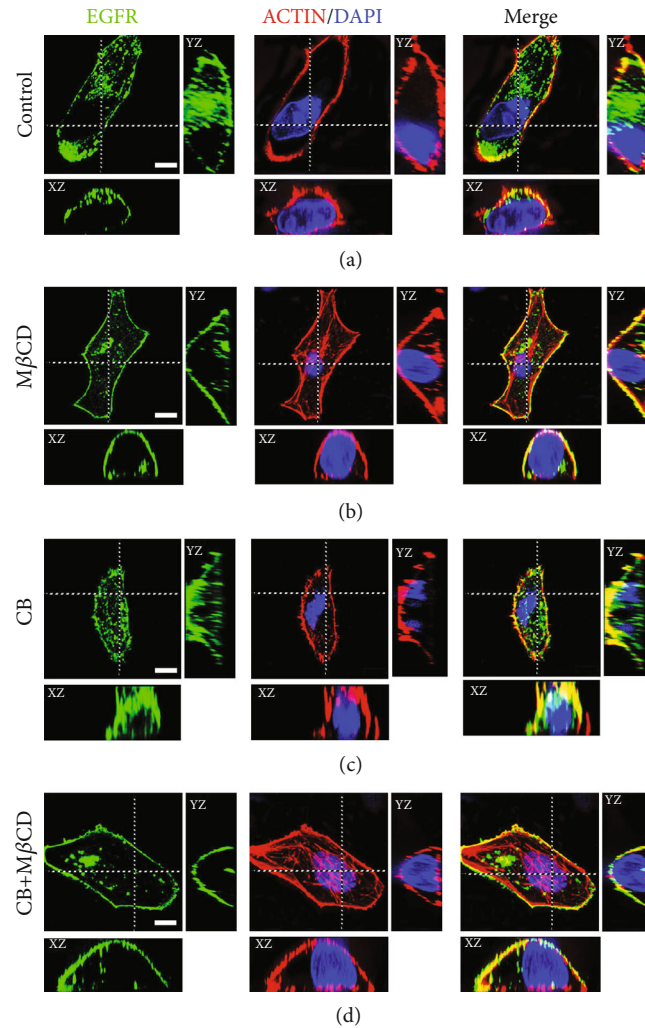 EGFR ACTIN/DAPI Merge
Control
YZ YZ YZ
XZ XZ XZ
(a)
MβCD
YZ YZ YZ
XZ XZ XZ
(b)
CB
YZ YZ YZ
XZ XZ XZ
(c)
CB+MβCD
YZ YZ YZ
XZ XZ XZ
(d)